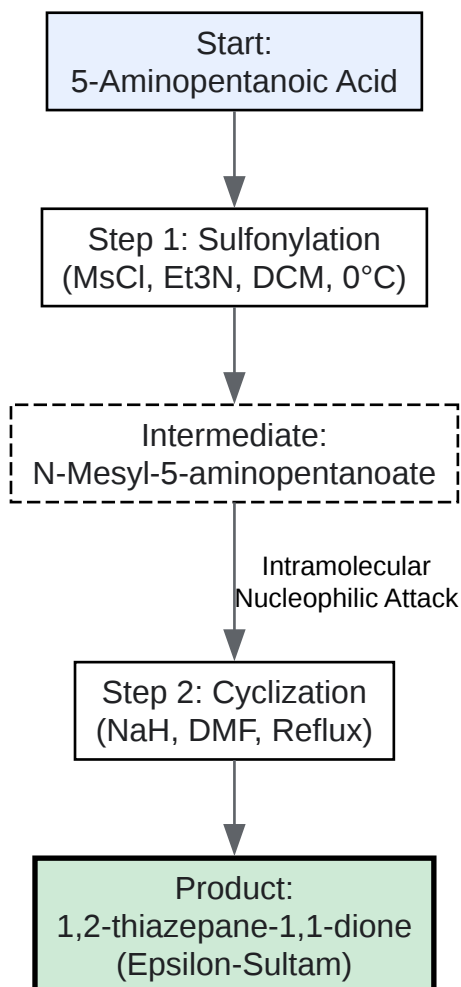 Start:
5-Aminopentanoic Acid
Step 1: Sulfonylation
(MsCl, Et3N, DCM, 0°C)
Intermediate:
N-Mesyl-5-aminopentanoate
Intramolecular
Nucleophilic Attack
Step 2: Cyclization
(NaH, DMF, Reflux)
Product:
1,2-thiazepane-1,1-dione
(Epsilon-Sultam)